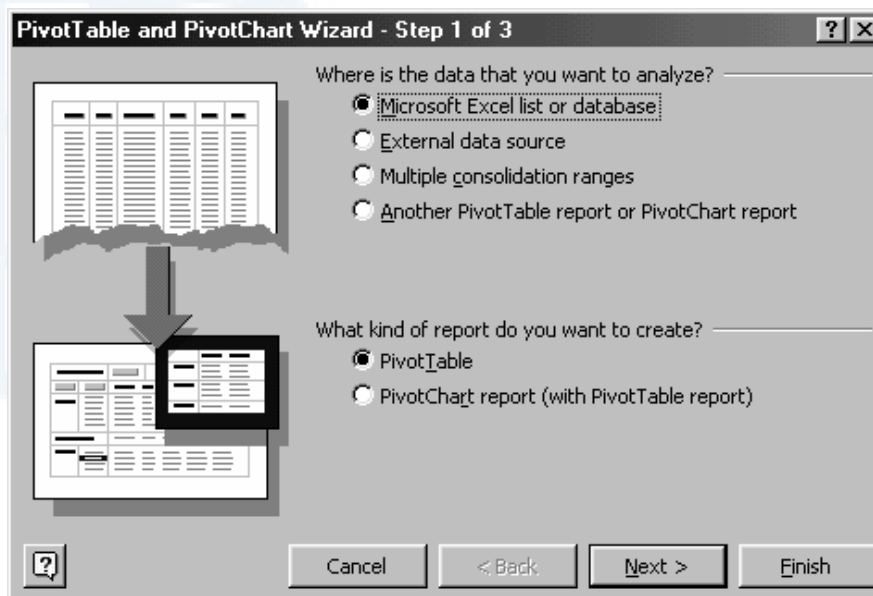 PivotTable and PivotChart Wizard - Step 1 of 3
Where is the data that you want to analyze?
Microsoft Excel list or database
External data source
Multiple consolidation ranges
Another PivotTable report or PivotChart report
What kind of report do you want to create?
PivotTable
PivotChart report (with PivotTable report)
Cancel
< Back
Next >
Finish